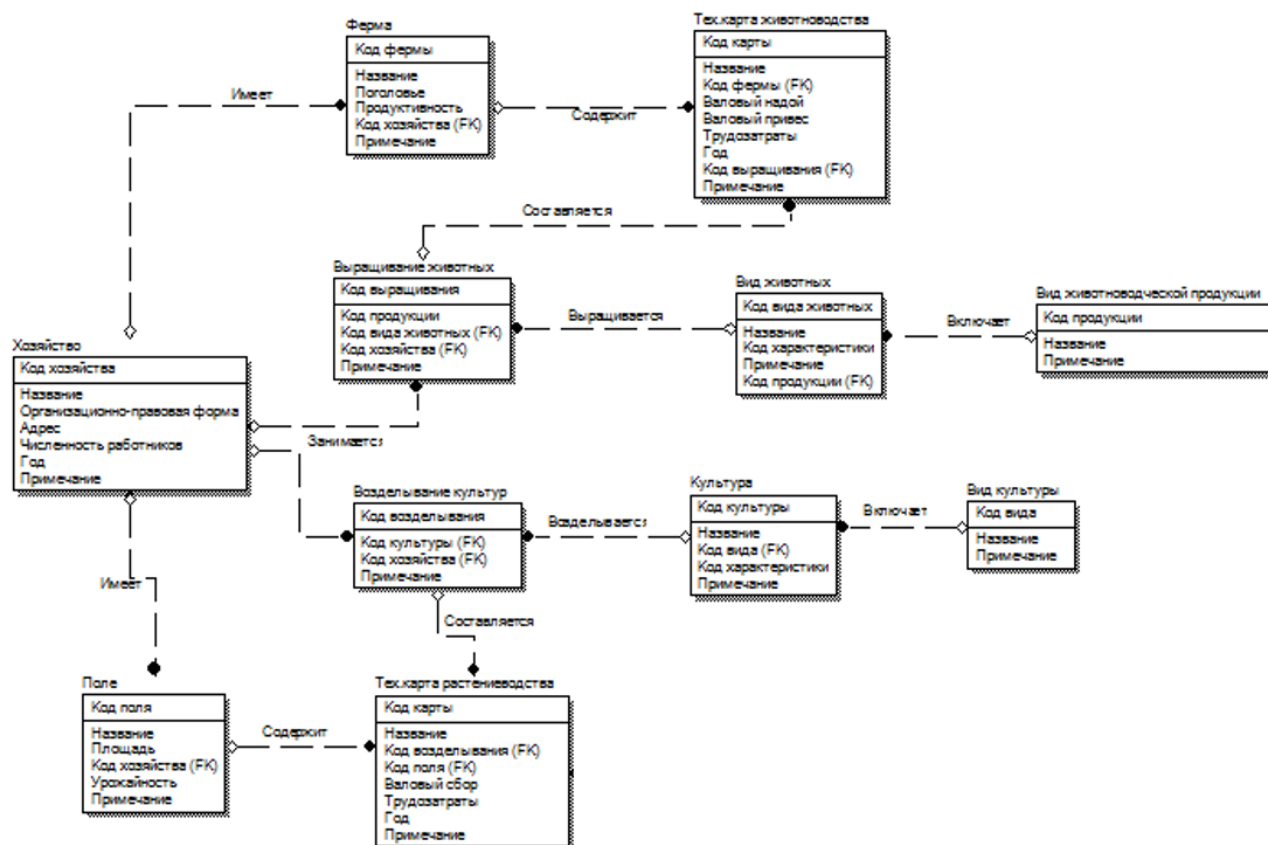 Ферма
Код фермы
Название
Поголовье
Продуктивность
Код хозяйства (FK)
Примечание
Тех.карта животноводства
Код карты
Название
Код фермы (FK)
Валовый надой
Валовый привес
Трудозатраты
Год
Код выращивания (FK)
Примечание
Имеет
Содержит
Составляется
Выращивание животных
Код выращивания
Код продукции
Код вида животных (FK)
Код хозяйства (FK)
Примечание
Выращивается
Вид животных
Код вида животных
Название
Код характеристики
Примечание
Код продукции (FK)
Включает
Вид животноводческой продукции
Код продукции
Название
Примечание
Хозяйство
Код хозяйства
Название
Организационно-правовая форма
Адрес
Численность работников
Год
Примечание
Занимается
Возделывание культур
Код возделывания
Код культуры (FK)
Код хозяйства (FK)
Примечание
Возделывается
Культура
Код культуры
Название
Код вида (FK)
Код характеристики
Примечание
Включает
Вид культуры
Код вида
Название
Примечание
Имеет
Составляется
Поле
Код поля
Название
Площадь
Код хозяйства (FK)
Урожайность
Примечание
Содержит
Тех.карта растениеводства
Код карты
Название
Код возделывания (FK)
Код поля (FK)
Валовый сбор
Трудозатраты
Год
Примечание